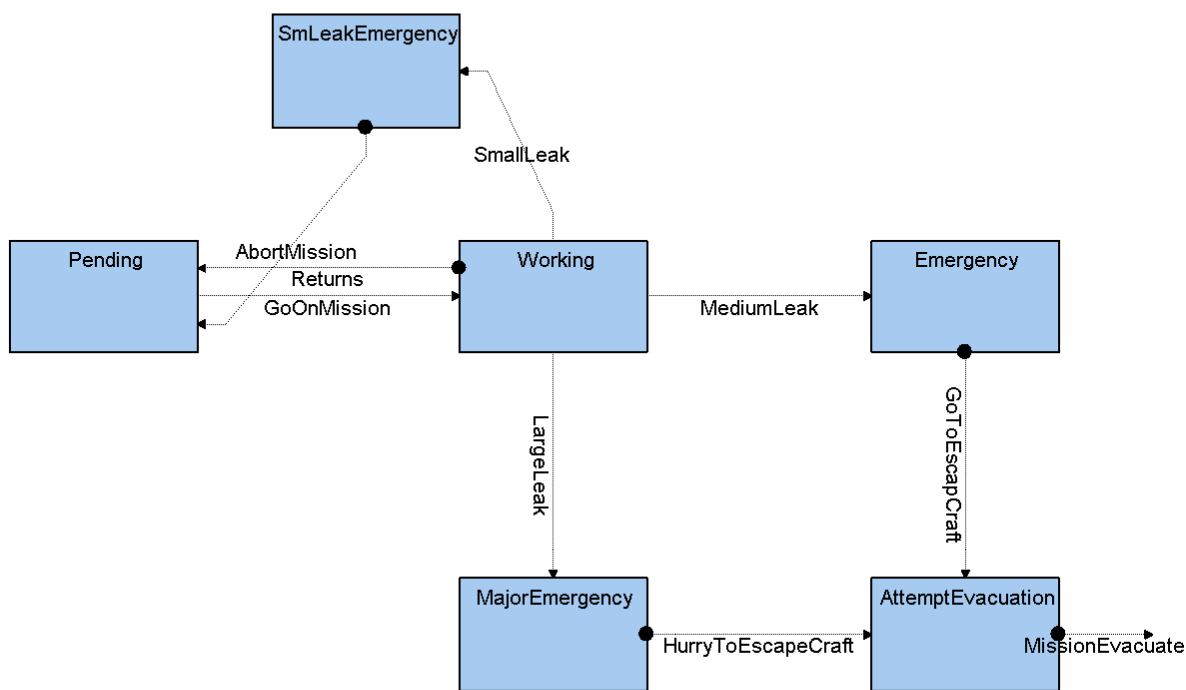 SmLeakEmergency
SmallLeak
Pending
AbortMission
Returns
GoOnMission
Working
MediumLeak
Emergency
LargeLeak
GoToEscapCraft
MajorEmergency
HurryToEscapeCraft
AttemptEvacuation
MissionEvacuate